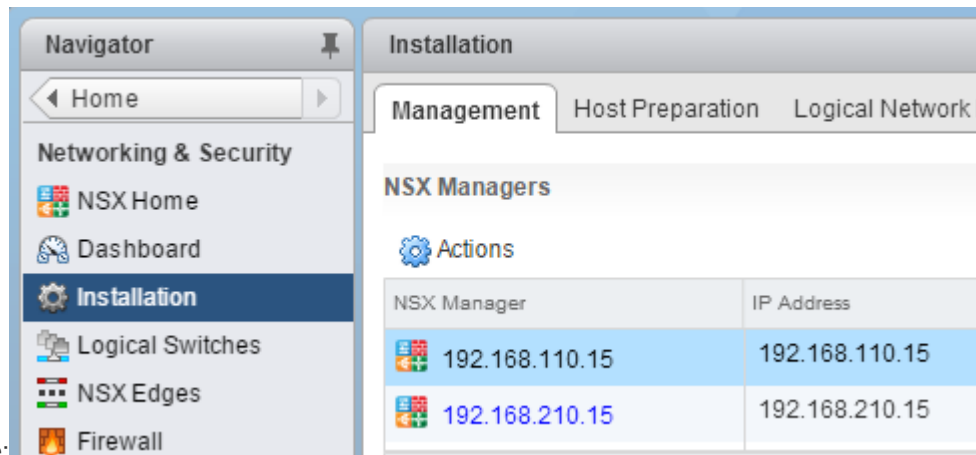 Navigator
Home
Networking & Security
NSX Home
Dashboard
Installation
Logical Switches
NSX Edges
Firewall
Installation
Management Host Preparation Logical Network
NSX Managers
Actions
NSX Manager IP Address
192.168.110.15 192.168.110.15
192.168.210.15 192.168.210.15